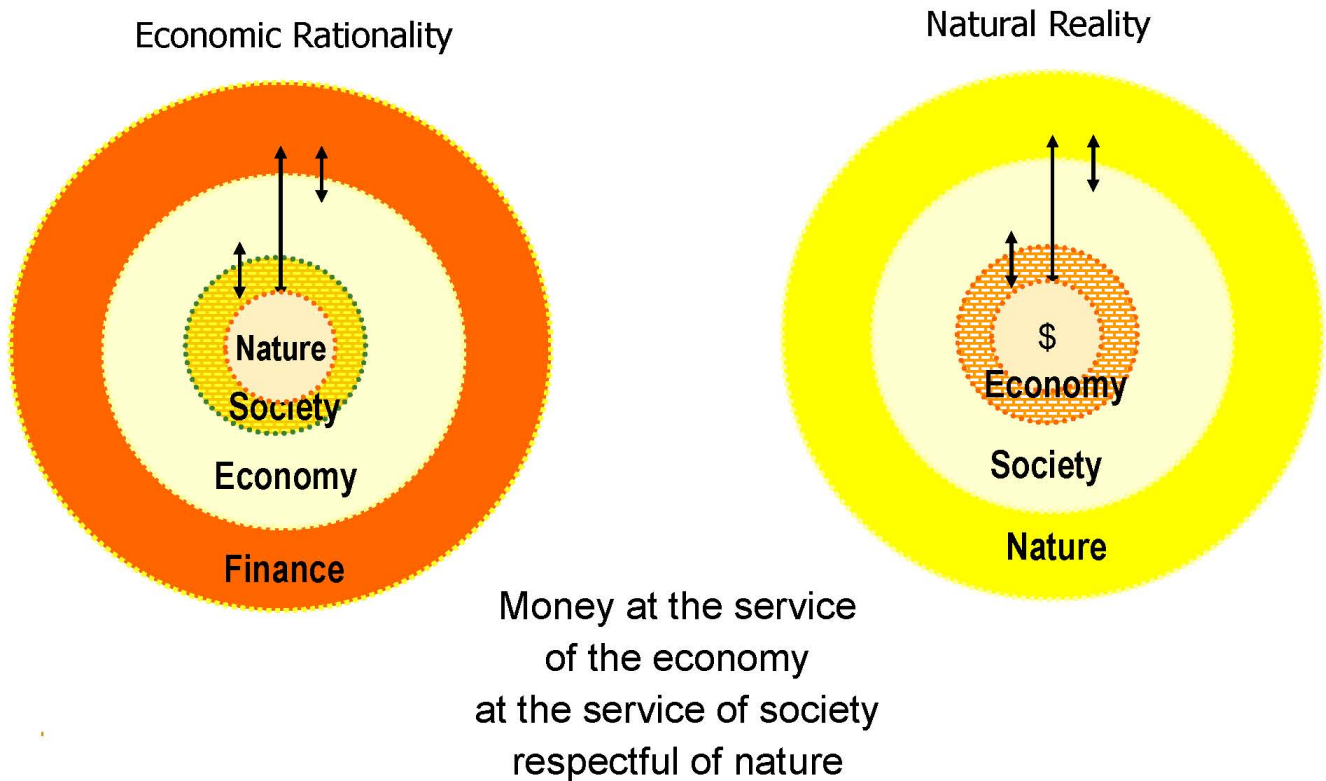 Economic Rationality
Nature
Society
Economy
Finance
Natural Reality
$
Economy
Society
Nature
Money at the service
of the economy
at the service of society
respectful of nature